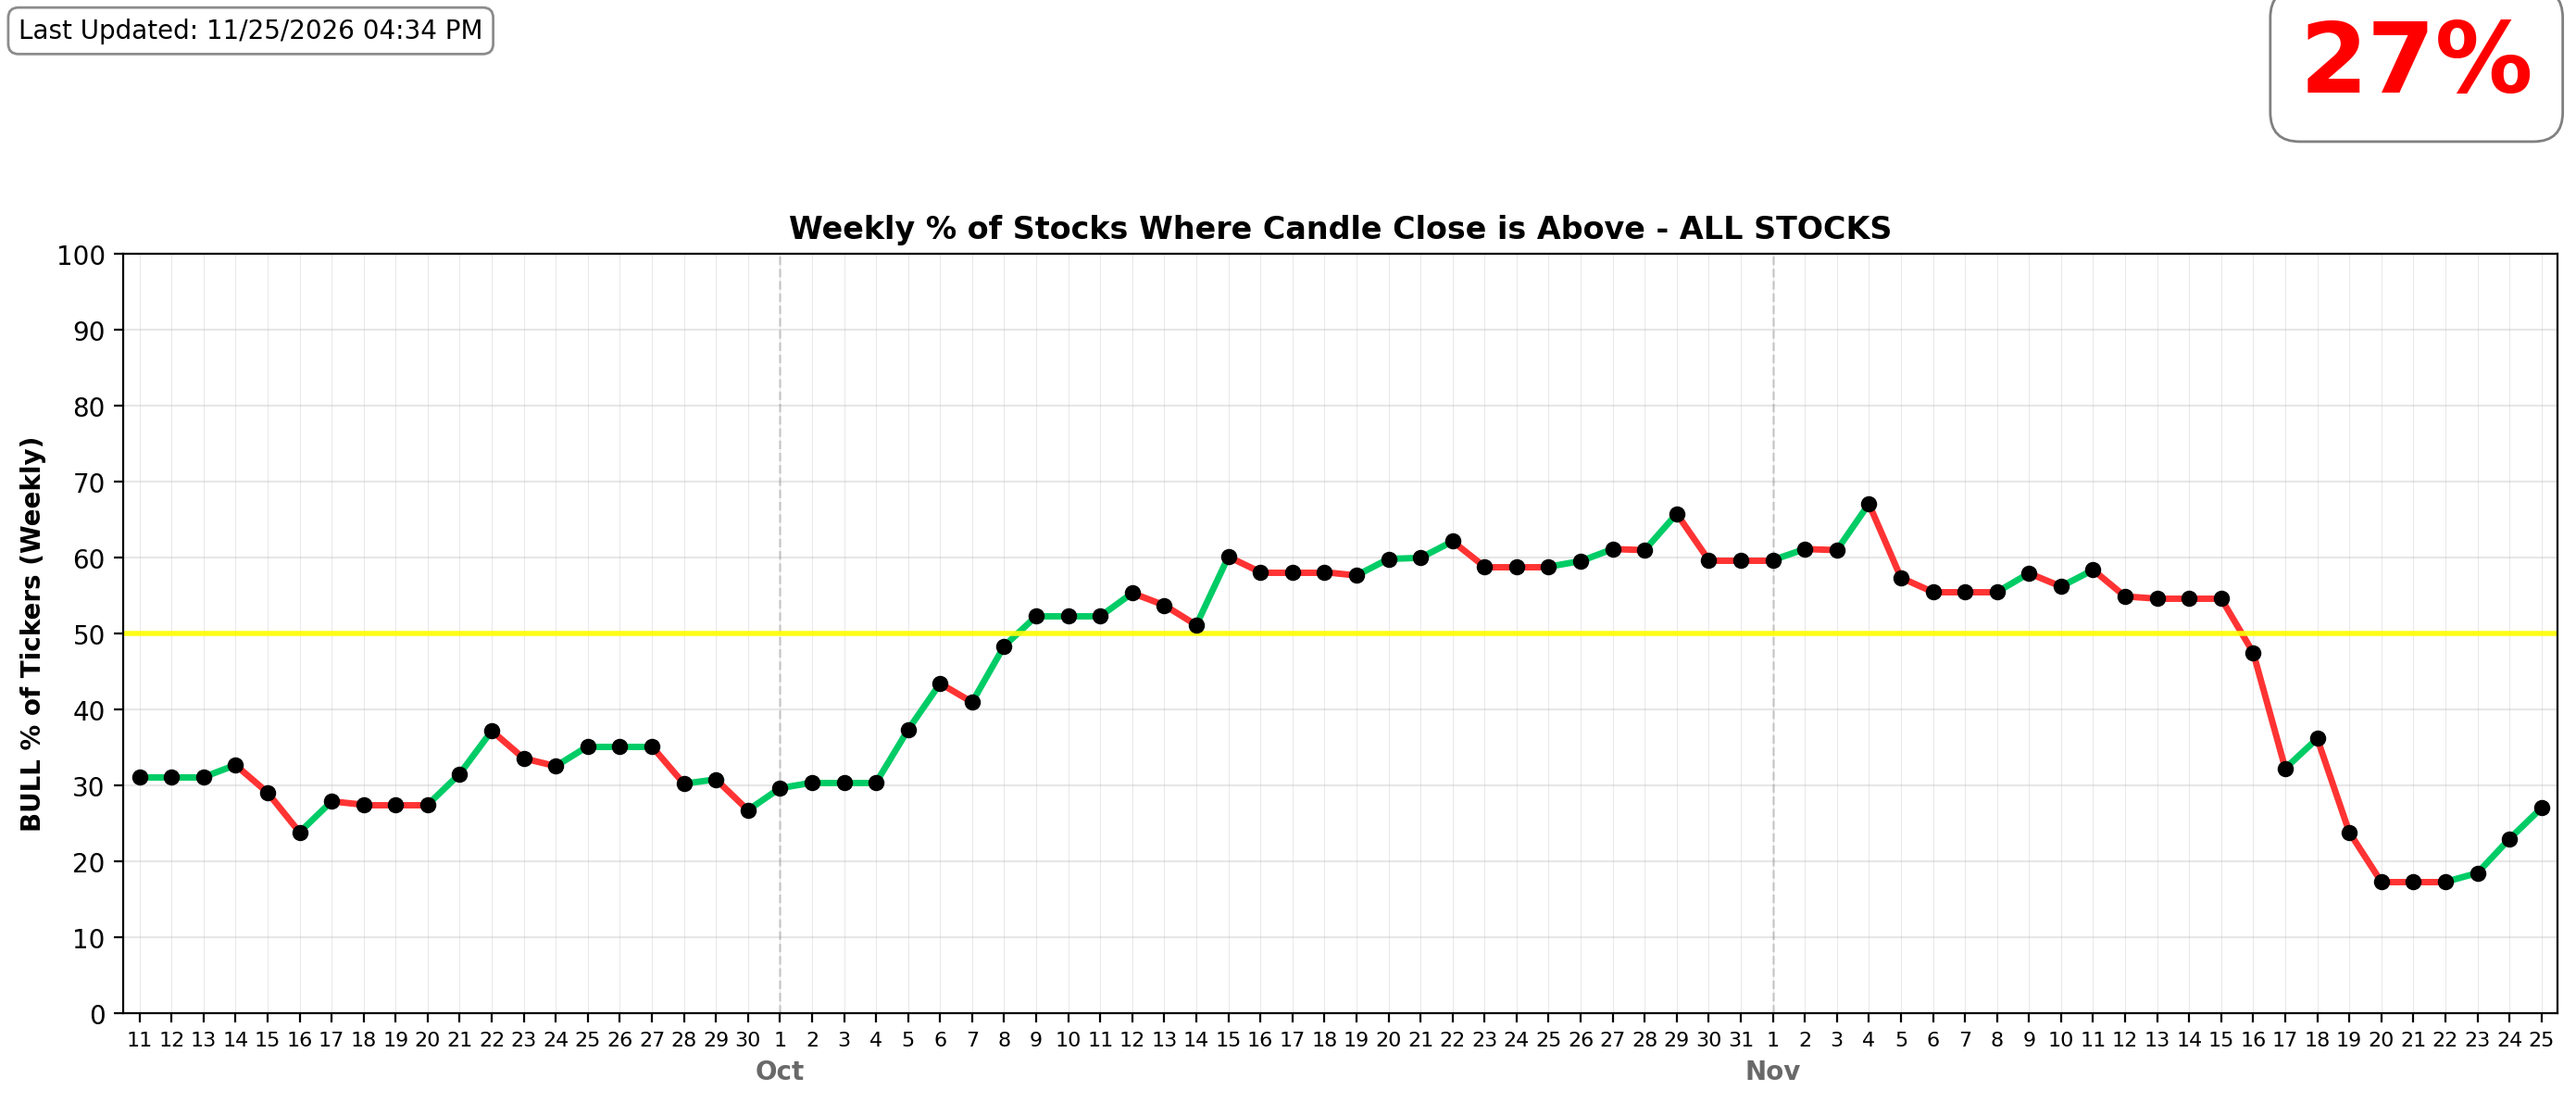 Last Updated: 11/25/2026 04:34 PM
27%
Weekly % of Stocks Where Candle Close is Above - ALL STOCKS
BULL % of Tickers (Weekly)
100
90
80
70
60
50
40
30
20
10
0
11 12 13 14 15 16 17 18 19 20 21 22 23 24 25 26 27 28 29 30 1 2 3 4 5 6 7 8 9 10 11 12 13 14 15 16 17 18 19 20 21 22 23 24 25 26 27 28 29 30 31 1 2 3 4 5 6 7 8 9 10 11 12 13 14 15 16 17 18 19 20 21 22 23 24 25
Oct Nov